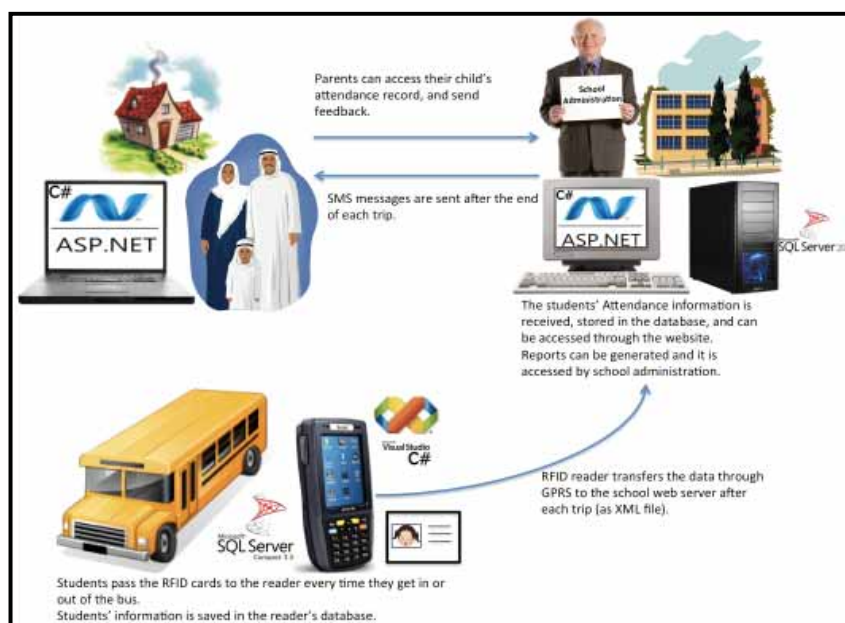 Parents can access their child's
attendance record, and send
feedback.
School
Administration
SMS messages are sent after the end
of each trip.
C#
ASP.NET
C#
ASP.NET
SQL Server
The students' Attendance information is
received, stored in the database, and can
be accessed through the website.
Reports can be generated and it is
accessed by school administration.
Visual Studio
C#
RFID reader transfers the data through
GPRS to the school web server after
each trip (as XML file).
Microsoft
SQL Server
Students pass the RFID cards to the reader every time they get in or
out of the bus.
Students' information is saved in the reader's database.